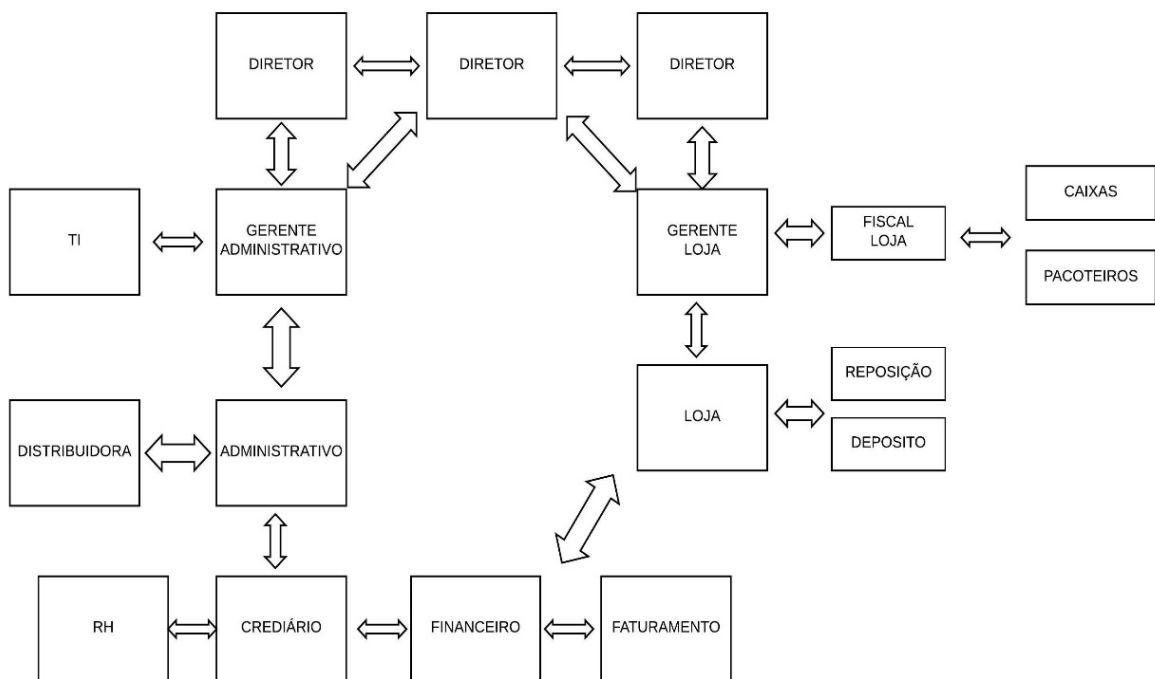 DIRETOR
DIRETOR
DIRETOR
TI
GERENTE
ADMINISTRATIVO
GERENTE
LOJA
FISCAL
LOJA
CAIXAS
PACOTEIROS
DISTRIBUIDORA
ADMINISTRATIVO
LOJA
REPOSIÇÃO
DEPOSITO
RH
CREDIÁRIO
FINANCEIRO
FATURAMENTO